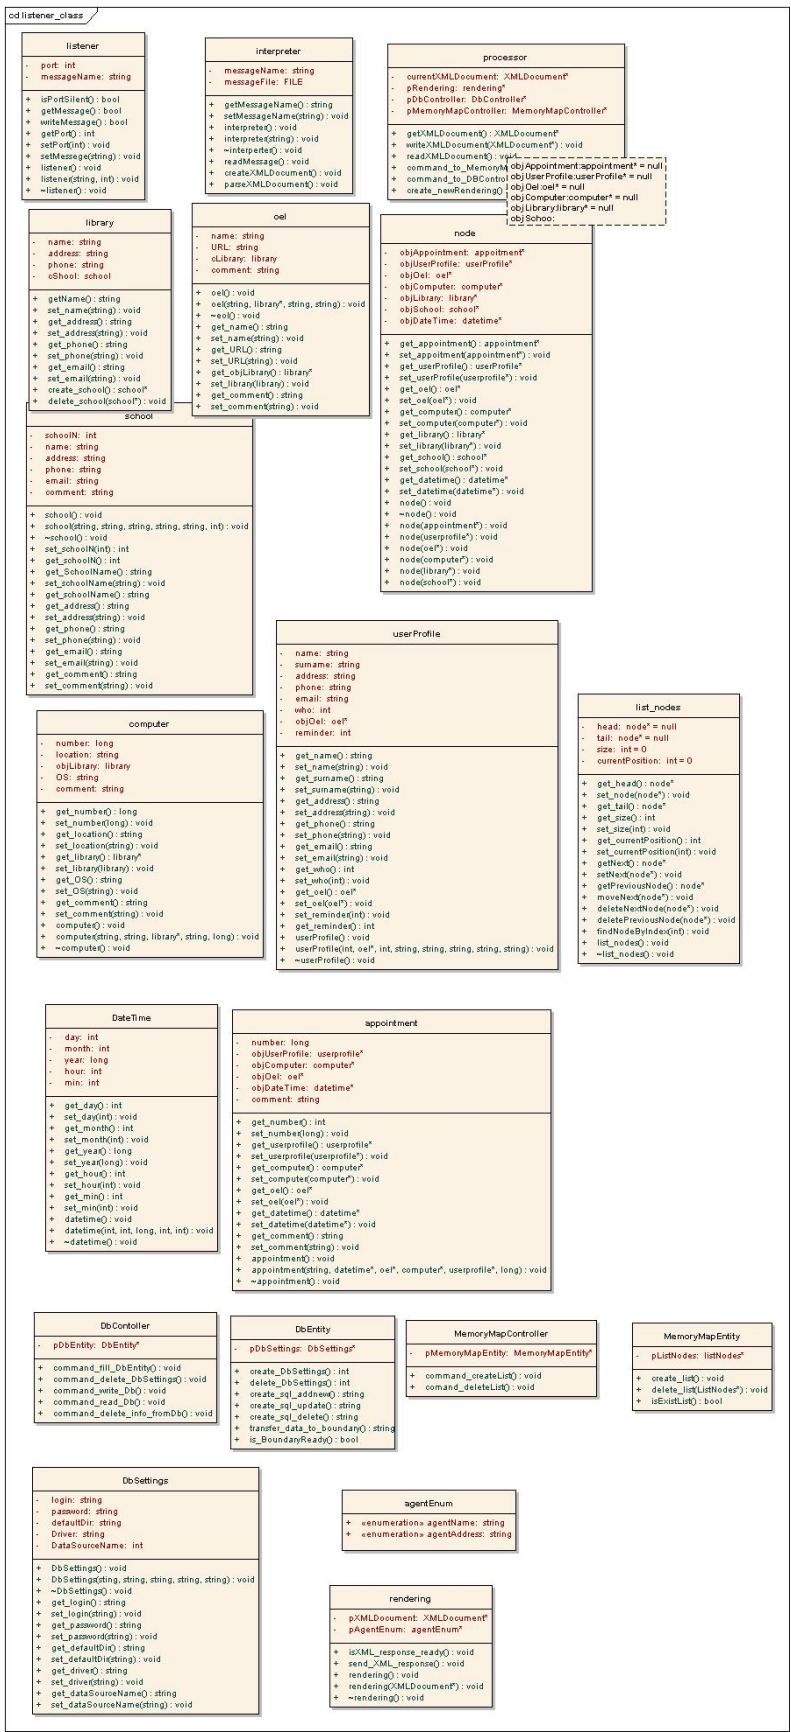 cd listener_class
listener
- port: int
- messageName: string
+ isPortSilent() : bool
+ getMessage() : bool
+ writeMessage() : bool
+ getPort() : int
+ setPort(int) : void
+ setMessege(string) : void
+ listener() : void
+ listener(string, int) : void
+ ~listener() : void
interpreter
- messageName: string
- messageFile: FILE
+ getMessageName() : string
+ setMessageName(string) : void
+ interpreter() : void
+ interpreter(string) : void
+ ~interperter() : void
+ readMessage() : void
+ createXMLDocument() : void
+ parseXMLDocument() : void
processor
- currentXMLDocument: XMLDocument*
- pRendering: rendering*
- pDbController: DbController*
- pMemoryMapController: MemoryMapController*
+ getXMLDocument() : XMLDocument*
+ writeXMLDocument(XMLDocument*) : void
+ readXMLDocument() : void
+ command_to_MemoryM
+ command_to_DBControl
+ create_newRendering()
objAppointment:appointment* = null
objUserProfile:userProfile* = null
objOel:oel* = null
objComputer:computer* = null
objLibrary:library* = null
objSchoo:
library
- name: string
- address: string
- phone: string
- cShool: school
+ getName() : string
+ set_name(string) : void
+ get_address() : string
+ set_address(string) : void
+ get_phone() : string
+ set_phone(string) : void
+ get_email() : string
+ set_email(string) : void
+ create_school() : school*
+ delete_school(school*) : void
oel
- name: string
- URL: string
- cLibrary: library
- comment: string
+ oel() : void
+ oel(string, library*, string, string) : void
+ ~eol() : void
+ get_name() : string
+ set_name(string) : void
+ get_URL() : string
+ set_URL(string) : void
+ get_objLibrary() : library*
+ set_library(library) : void
+ get_comment() : string
+ set_comment(string) : void
node
- objAppointment: appoitment*
- objUserProfile: userProfile*
- objOel: oel*
- objComputer: computer*
- objLibrary: library*
- objSchool: school*
- objDateTime: datetime*
+ get_appointment() : appointment*
+ set_appoitment(appointment*) : void
+ get_userProfile() : userProfile*
+ set_userProfile(userprofile*) : void
+ get_oel() : oel*
+ set_oel(oel*) : void
+ get_computer() : computer*
+ set_computer(computer*) : void
+ get_library() : library*
+ set_library(library*) : void
+ get_school() : school*
+ set_school(school*) : void
+ get_datetime() : datetime*
+ set_datetime(datetime*) : void
+ node() : void
+ ~node() : void
+ node(appointment*) : void
+ node(userprofile*) : void
+ node(oel*) : void
+ node(computer*) : void
+ node(library*) : void
+ node(school*) : void
school
- schoolN: int
- name: string
- address: string
- phone: string
- email: string
- comment: string
+ school() : void
+ school(string, string, string, string, string, int) : void
+ ~school() : void
+ set_schoolN(int) : int
+ get_schoolN() : int
+ get_SchoolName() : string
+ set_schoolName(string) : void
+ get_schoolName() : string
+ get_address() : string
+ set_address(string) : void
+ get_phone() : string
+ set_phone(string) : void
+ get_email() : string
+ set_email(string) : void
+ get_comment() : string
+ set_comment(string) : void
userProfile
- name: string
- surname: string
- address: string
- phone: string
- email: string
- who: int
- objOel: oel*
- reminder: int
+ get_name() : string
+ set_name(string) : void
+ get_surname() : string
+ set_surname(string) : void
+ get_address() : string
+ set_address(string) : void
+ get_phone() : string
+ set_phone(string) : void
+ get_email() : string
+ set_email(string) : void
+ get_who() : int
+ set_who(int) : void
+ get_oel() : oel*
+ set_oel(oel*) : void
+ set_reminder(int) : void
+ get_reminder() : int
+ userProfile() : void
+ userProfile(int, oel*, int, string, string, string, string, string) : void
+ ~userProfile() : void
list_nodes
- head: node* = null
- tail: node* = null
- size: int = 0
- currentPosition: int = 0
+ get_head() : node*
+ set_node(node*) : void
+ get_tail() : node*
+ get_size() : int
+ set_size(int) : void
+ get_currentPosition() : int
+ set_currentPosition(int) : void
+ getNext() : node*
+ setNext(node*) : void
+ getPreviousNode() : node*
+ moveNext(node*) : void
+ deleteNextNode(node*) : void
+ deletePreviousNode(node*) : void
+ findNodeByIndex(int) : void
+ list_nodes() : void
+ ~list_nodes() : void
computer
- number: long
- location: string
- objLibrary: library
- OS: string
- comment: string
+ get_number() : long
+ set_number(long) : void
+ get_location() : string
+ set_location(string) : void
+ get_library() : library*
+ set_library(library) : void
+ get_OS() : string
+ set_OS(string) : void
+ get_comment() : string
+ set_comment(string) : void
+ computer() : void
+ computer(string, string, library*, string, long) : void
+ ~computer() : void
DateTime
- day: int
- month: int
- year: long
- hour: int
- min: int
+ get_day() : int
+ set_day(int) : void
+ get_month() : int
+ set_month(int) : void
+ get_year() : long
+ set_year(long) : void
+ get_hour() : int
+ set_hour(int) : void
+ get_min() : int
+ set_min(int) : void
+ datetime() : void
+ datetime(int, int, long, int, int) : void
+ ~datetime() : void
appointment
- number: long
- objUserProfile: userprofile*
- objComputer: computer*
- objOel: oel*
- objDateTime: datetime*
- comment: string
+ get_number() : int
+ set_number(long) : void
+ get_userprofile() : userprofile*
+ set_userprofile(userprofile*) : void
+ get_computer() : computer*
+ set_computer(computer*) : void
+ get_oel() : oel*
+ set_oel(oel*) : void
+ get_datetime() : datetime*
+ set_datetime(datetime*) : void
+ get_comment() : string
+ set_comment(string) : void
+ appointment() : void
+ appointment(string, datetime*, oel*, computer*, userprofile*, long) : void
+ ~appointment() : void
DbContoller
- pDbEntity: DbEntity*
+ command_fill_DbEntity() : void
+ command_delete_DbSettings() : void
+ command_write_Db() : void
+ command_read_Db() : void
+ command_delete_info_fromDb() : void
DbEntity
- pDbSettings: DbSettings*
+ create_DbSettings() : int
+ delete_DbSettings() : int
+ create_sql_addnew() : string
+ create_sql_update() : string
+ create_sql_delete() : string
+ transfer_data_to_boundary() : string
+ is_BoundaryReady() : bool
MemoryMapController
- pMemoryMapEntity: MemoryMapEntity*
+ command_createList() : void
+ comand_deleteList() : void
MemoryMapEntity
- pListNodes: listNodes*
+ create_list() : void
+ delete_list(ListNodes*) : void
+ isExistList() : bool
DbSettings
- login: string
- password: string
- defaultDir: string
- Driver: string
- DataSourceName: int
+ DbSettings() : void
+ DbSettings(sting, string, string, string, string) : void
+ ~DbSettings() : void
+ get_login() : string
+ set_login(string) : void
+ get_password() : string
+ set_password(string) : void
+ get_defaultDir() : string
+ set_defaultDir(string) : void
+ get_driver() : string
+ set_driver(string) : void
+ get_dataSourceName() : string
+ set_dataSourceName(string) : void
agentEnum
+ «enumeration» agentName: string
+ «enumeration» agentAddress: string
rendering
- pXMLDocument: XMLDocument*
- pAgentEnum: agentEnum*
+ isXML_response_ready() : void
+ send_XML_response() : void
+ rendering() : void
+ rendering(XMLDocument*) : void
+ ~rendering() : void